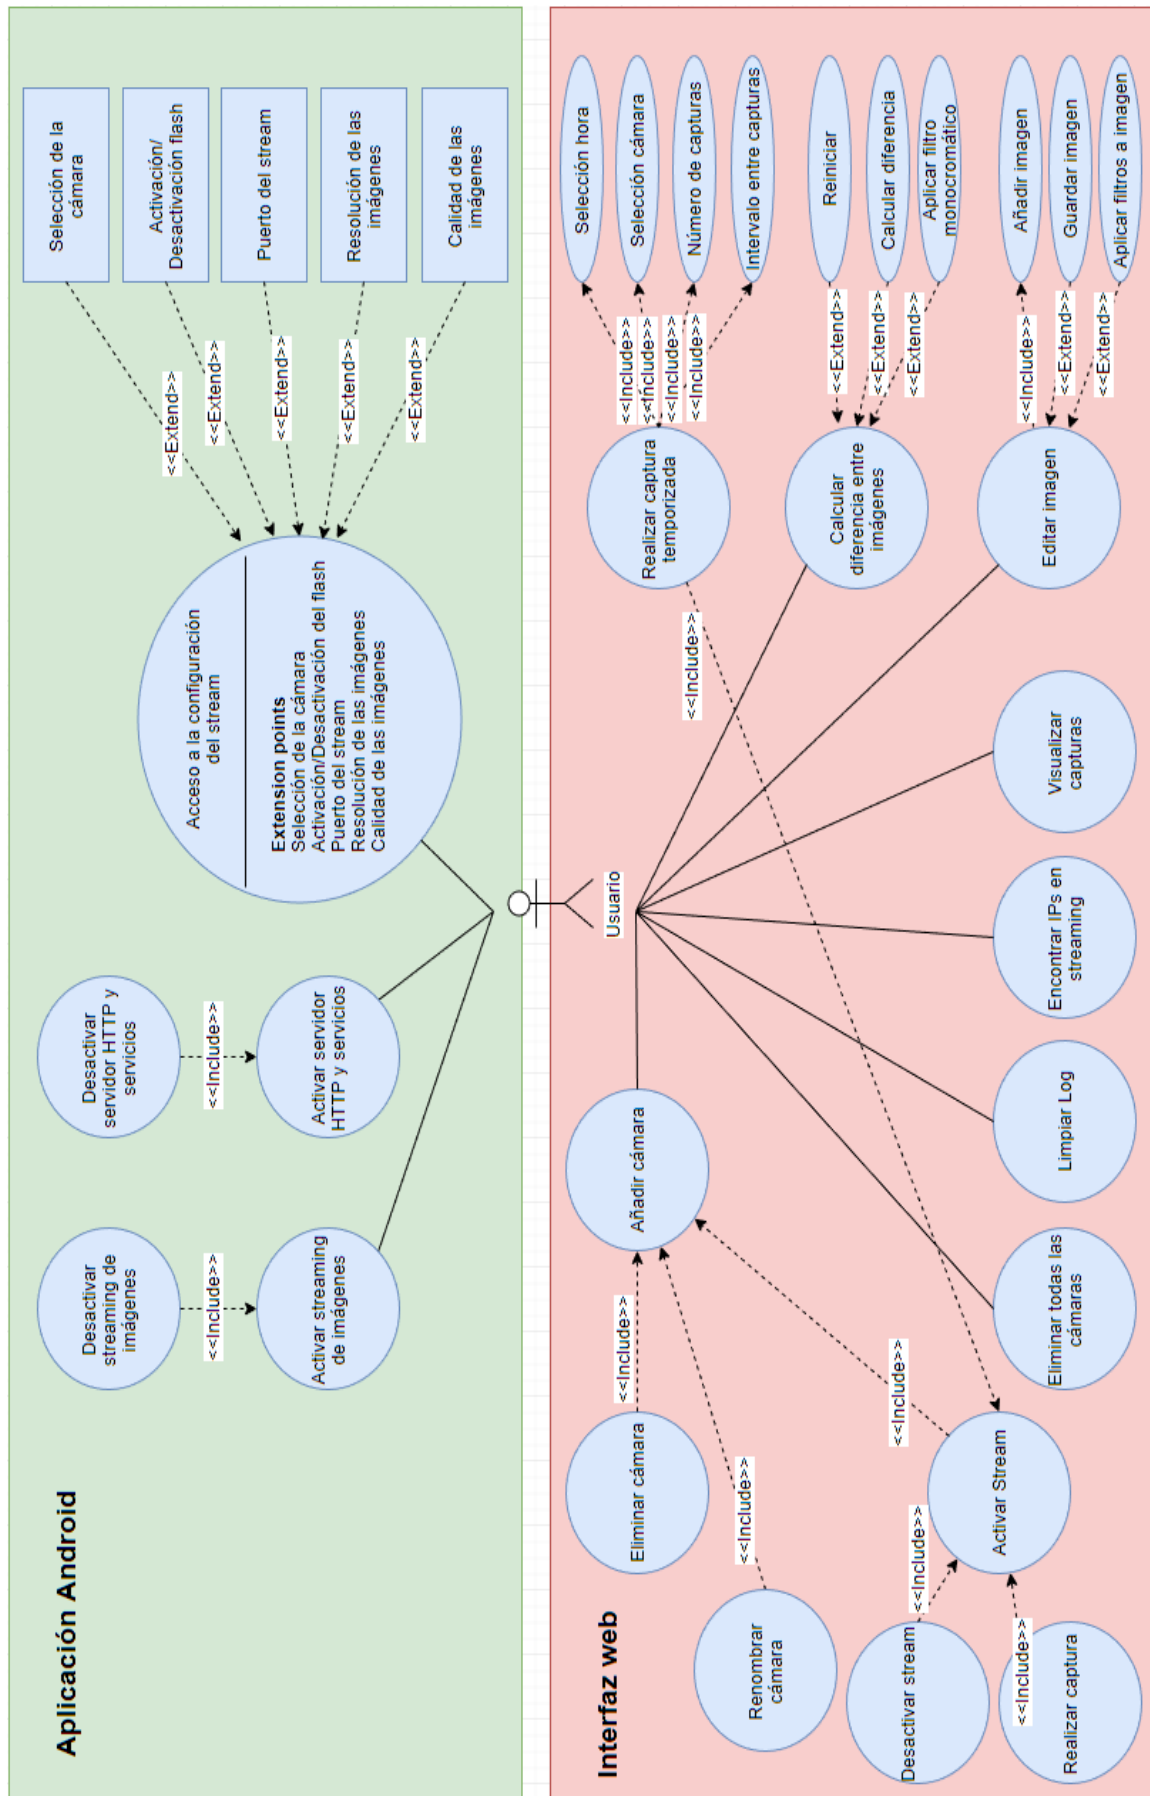 Aplicación Android
Desactivar
streaming de
imágenes
<<Include>>
Activar streaming
de imágenes
Desactivar
servidor HTTP y
servicios
<<Include>>
Activar servidor
HTTP y servicios
Acceso a la configuración
del stream
Extension points
Selección de la cámara
Activación/Desactivación del flash
Puerto del stream
Resolución de las imágenes
Calidad de las imágenes
<<Extend>>
<<Extend>>
<<Extend>>
<<Extend>>
<<Extend>>
Selección de la
cámara
Activación/
Desactivación flash
Puerto del stream
Resolución de las
imágenes
Calidad de las
imágenes
Usuario
Interfaz web
Eliminar cámara
<<Include>>
Añadir cámara
Renombrar
cámara
<<Include>>
Desactivar stream
<<Include>>
Realizar captura
<<Include>>
Activar Stream
<<Include>>
Eliminar todas las
cámaras
Limpiar Log
Encontrar IPs en
streaming
Visualizar
capturas
<<Include>>
Realizar captura
temporizada
<<Include>>
<<Include>>
<<Include>>
<<Include>>
Selección hora
Selección cámara
Número de capturas
Intervalo entre capturas
Calcular
diferencia entre
imágenes
<<Extend>>
<<Extend>>
<<Extend>>
Reiniciar
Calcular diferencia
Aplicar filtro
monocromático
Editar imagen
<<Include>>
<<Extend>>
<<Extend>>
Añadir imagen
Guardar imagen
Aplicar filtros a imagen